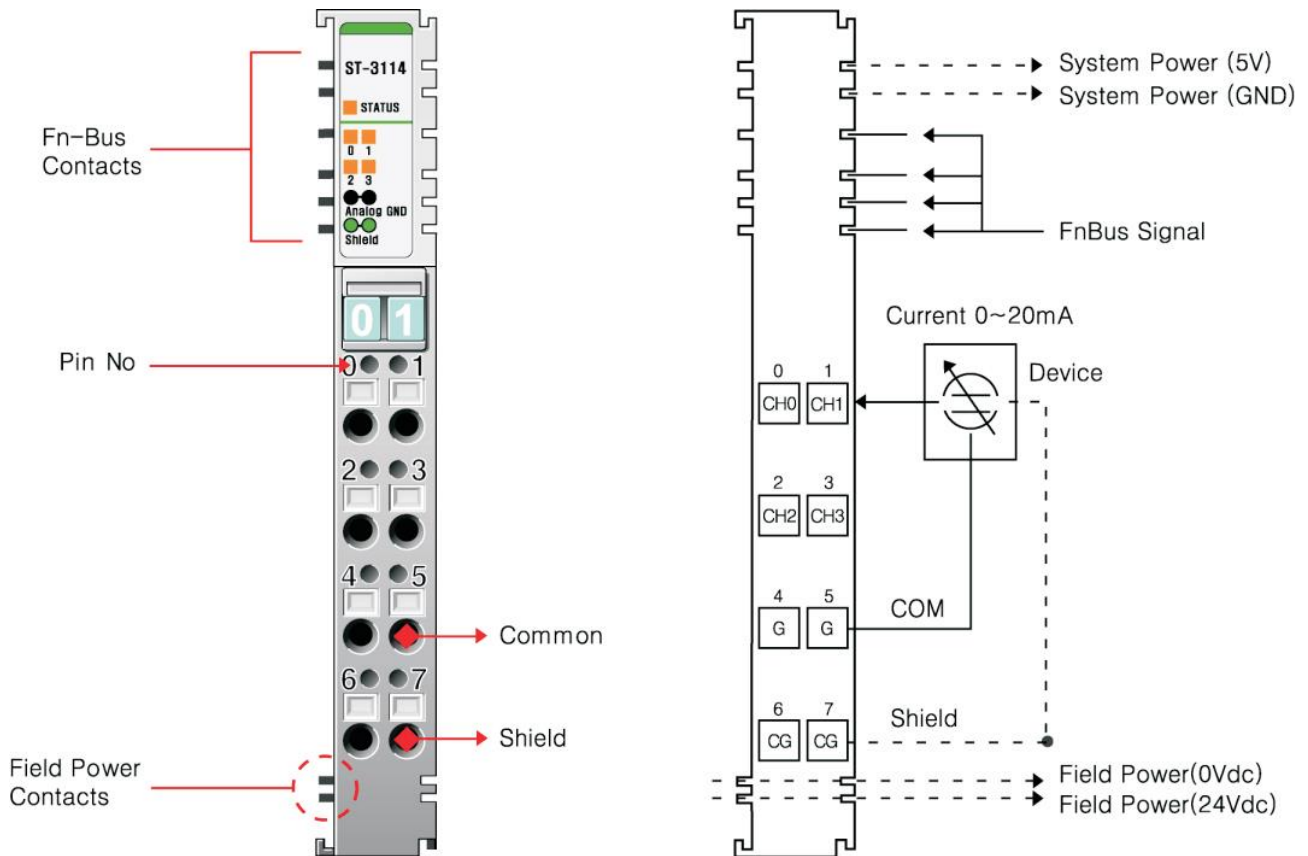 ST-3114
STATUS
0 1
2 3
Analog GND
Shield
Fn-Bus
Contacts
01
Pin No
0 1
2 3
4 5
Common
6 7
Shield
Field Power
Contacts
System Power (5V)
System Power (GND)
FnBus Signal
Current 0~20mA
Device
0 1
CH0 CH1
2 3
CH2 CH3
4 5
G G
COM
6 7
CG CG
Shield
Field Power(0Vdc)
Field Power(24Vdc)